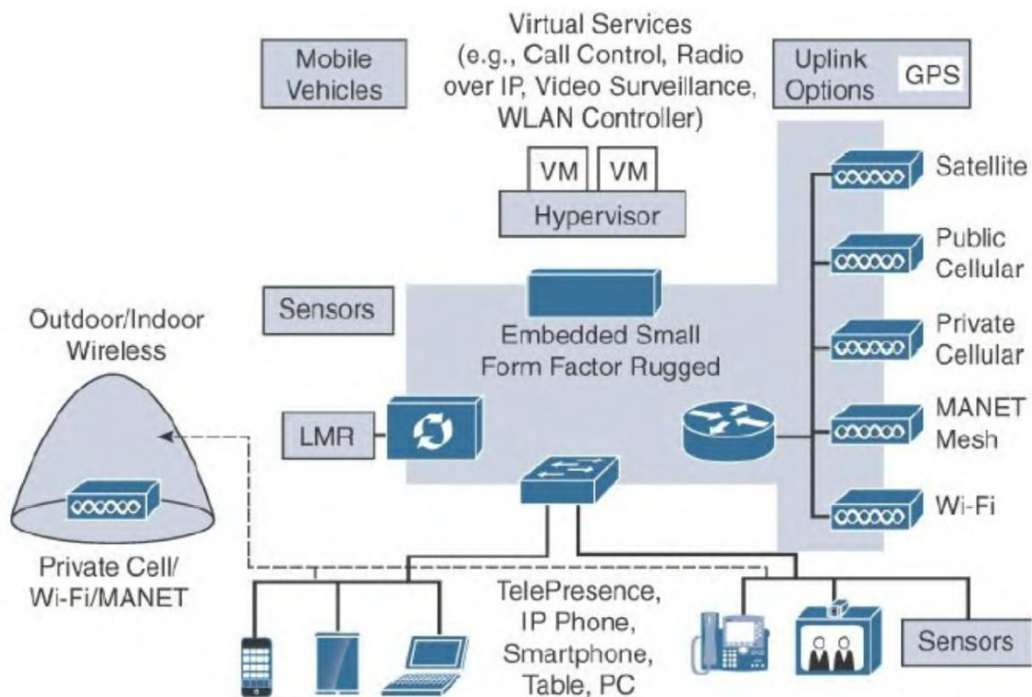 Mobile
Vehicles
Virtual Services
(e.g., Call Control, Radio
over IP, Video Surveillance,
WLAN Controller)
Uplink
Options
GPS
VM
VM
Hypervisor
Satellite
Public
Cellular
Sensors
Embedded Small
Form Factor Rugged
Private
Cellular
Outdoor/Indoor
Wireless
LMR
MANET
Mesh
Wi-Fi
Private Cell/
Wi-Fi/MANET
TelePresence,
IP Phone,
Smartphone,
Table, PC
Sensors